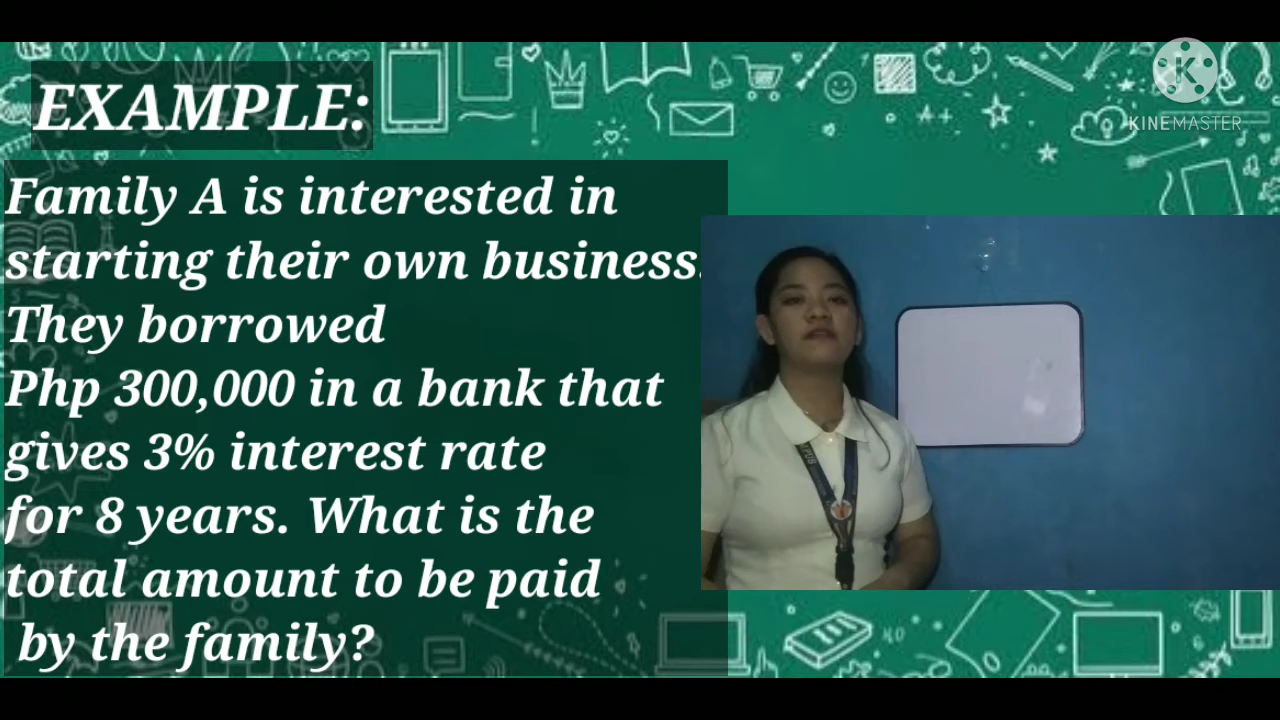 EXAMPLE:
Family A is interested in
starting their own business.
They borrowed
Php 300,000 in a bank that
gives 3% interest rate
for 8 years. What is the
total amount to be paid
by the family?
KINEMASTER